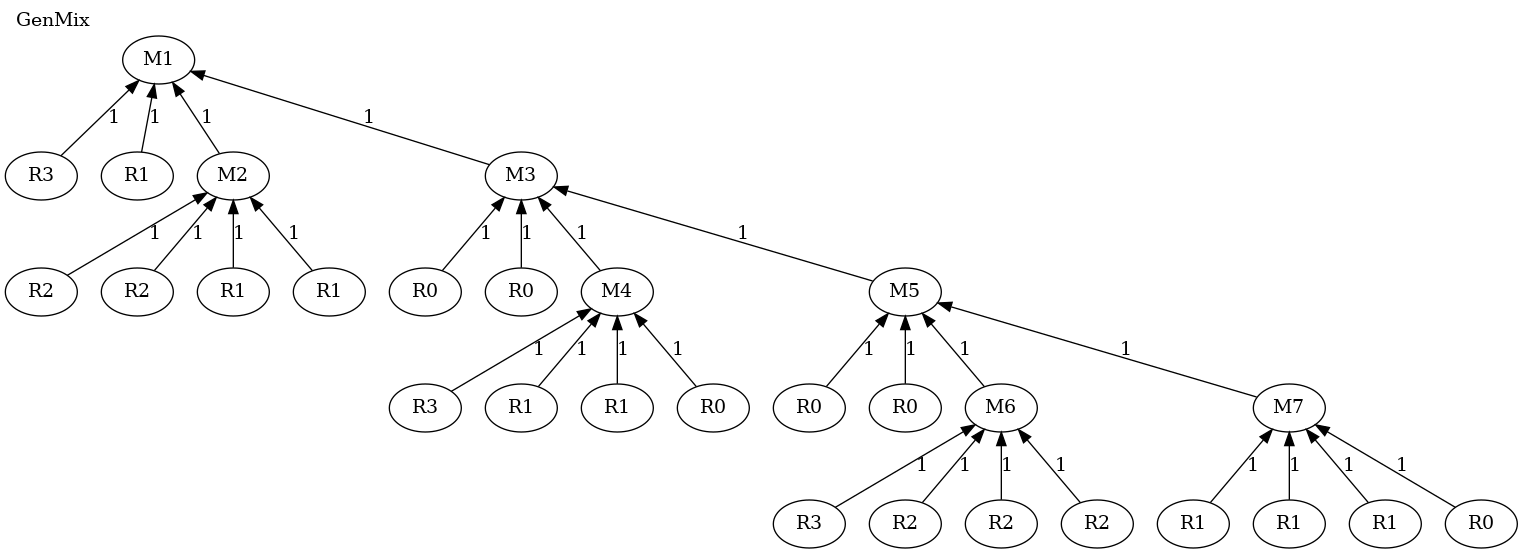 GenMix
M1
1 1 1 1
R3 R1 M2 M3
1 1 1 1 1 1 1 1
R2 R2 R1 R1 R0 R0 M4 M5
1 1 1 1 1 1 1 1
R3 R1 R1 R0 R0 R0 M6 M7
1 1 1 1 1 1 1 1
R3 R2 R2 R2 R1 R1 R1 R0